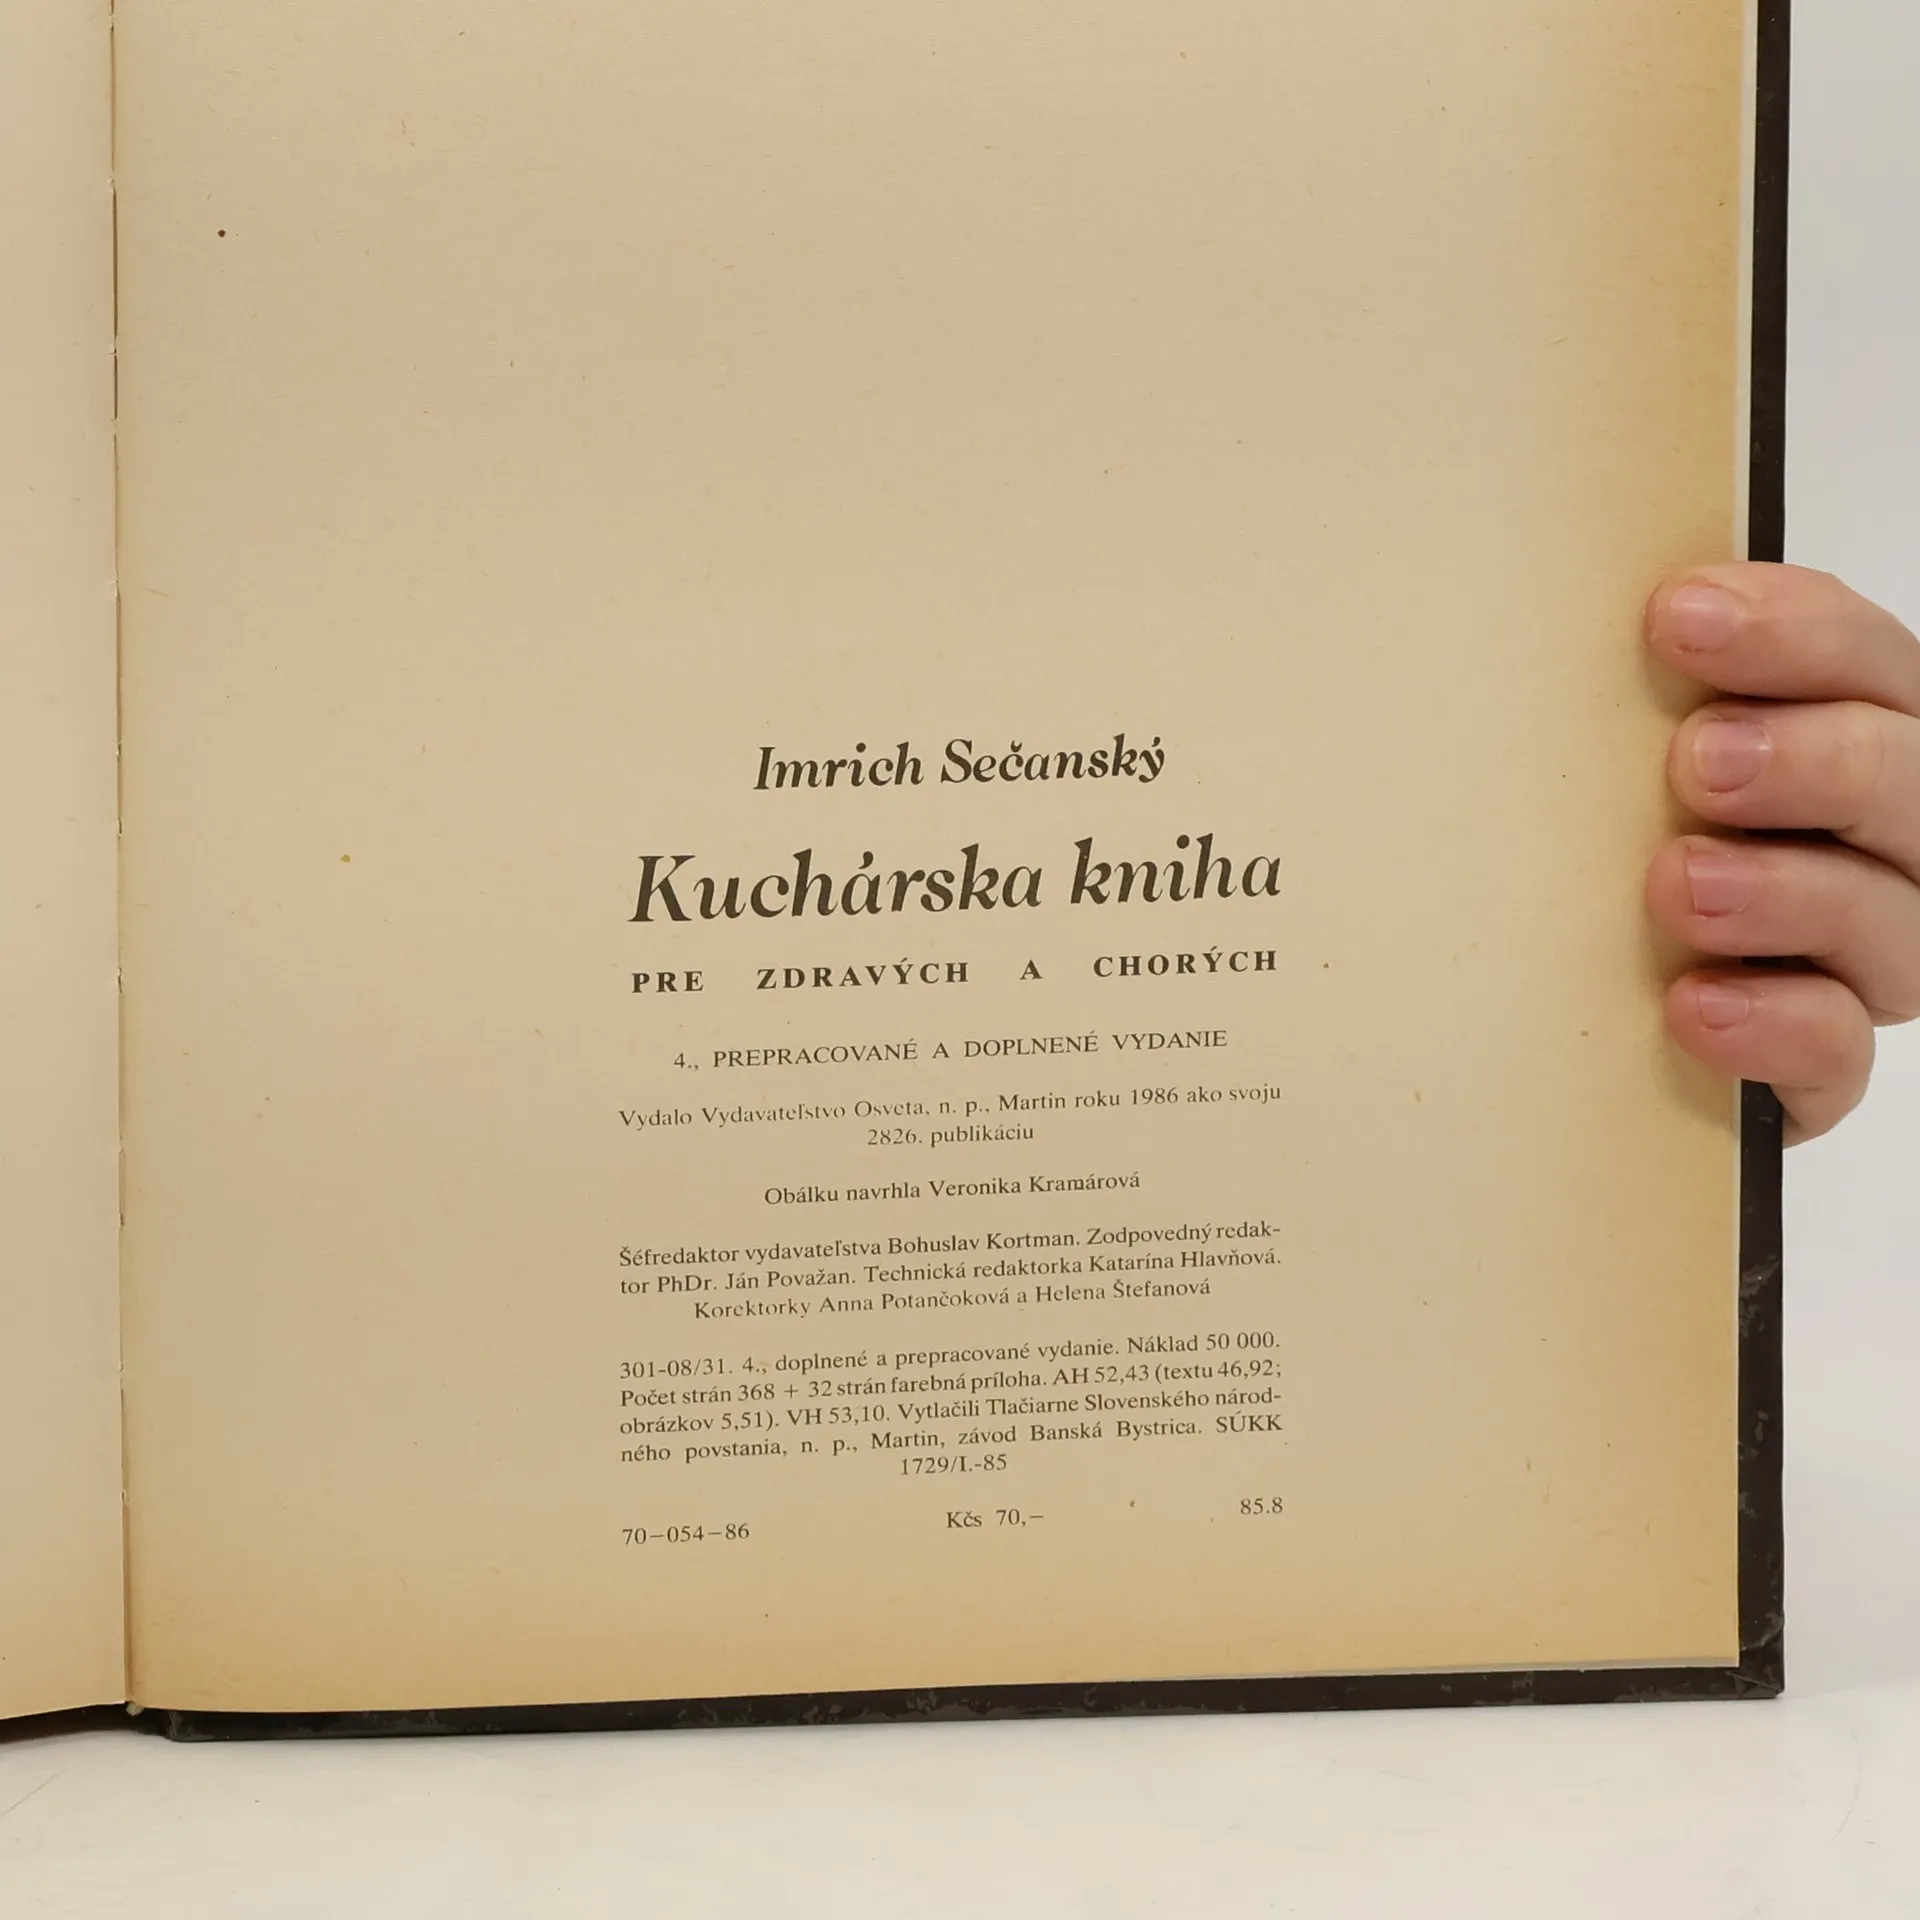 Imrich Sečanský
Kuchárska kniha
PRE ZDRAVÝCH A CHORÝCH
4., PREPRACOVANÉ A DOPLNENÉ VYDANIE
Vydalo Vydavateľstvo Osveta, n. p., Martin roku 1986 ako svoju
2826. publikáciu
Obálku navrhla Veronika Kramárová
Šéfredaktor vydavateľstva Bohuslav Kortman. Zodpovedný redak-
tor PhDr. Ján Považan. Technická redaktorka Katarína Hlavňová.
Korektorky Anna Potančoková a Helena Štefanová
301-08/31. 4., doplnené a prepracované vydanie. Náklad 50 000.
Počet strán 368 + 32 strán farebná príloha. AH 52,43 (textu 46,92;
obrázkov 5,51). VH 53,10. Vytlačili Tlačiarne Slovenského národ-
ného povstania, n. p., Martin, závod Banská Bystrica. SÚKK
1729/I.-85
70—054—86 Kčs 70,— 85.8